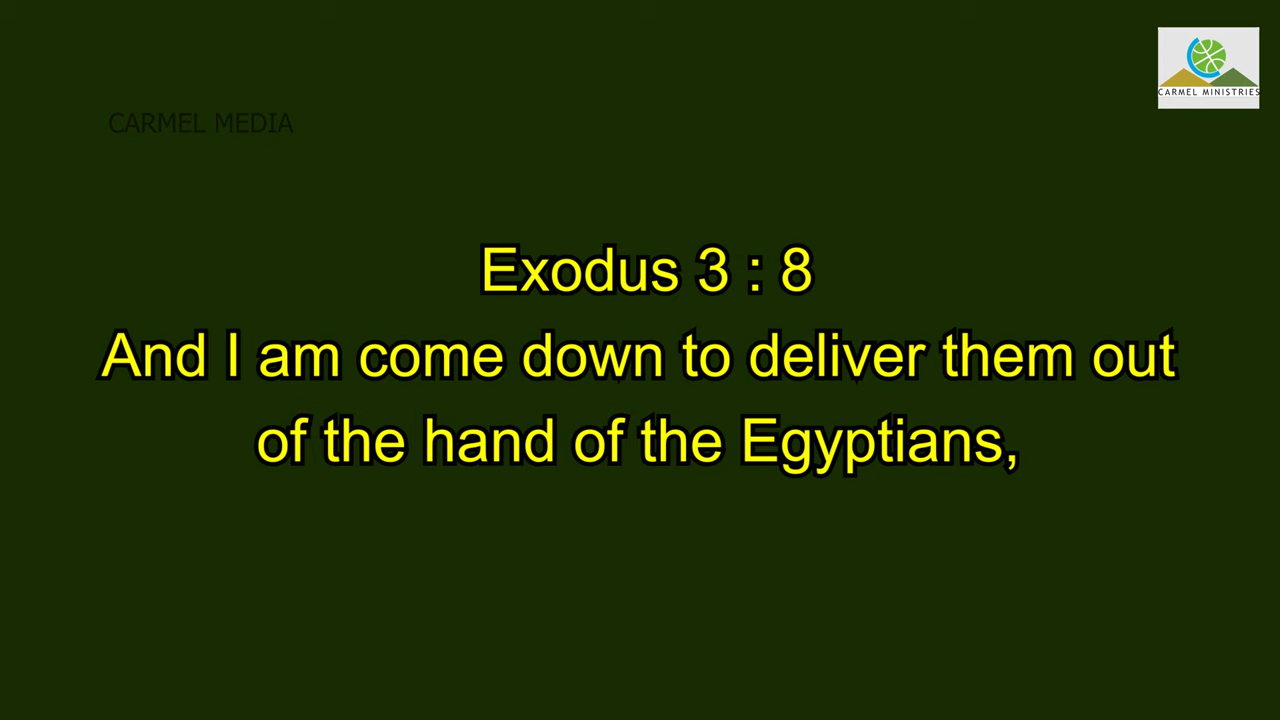 CARMEL MINISTRIES
CARMEL MEDIA
Exodus 3 : 8
And I am come down to deliver them out
of the hand of the Egyptians,